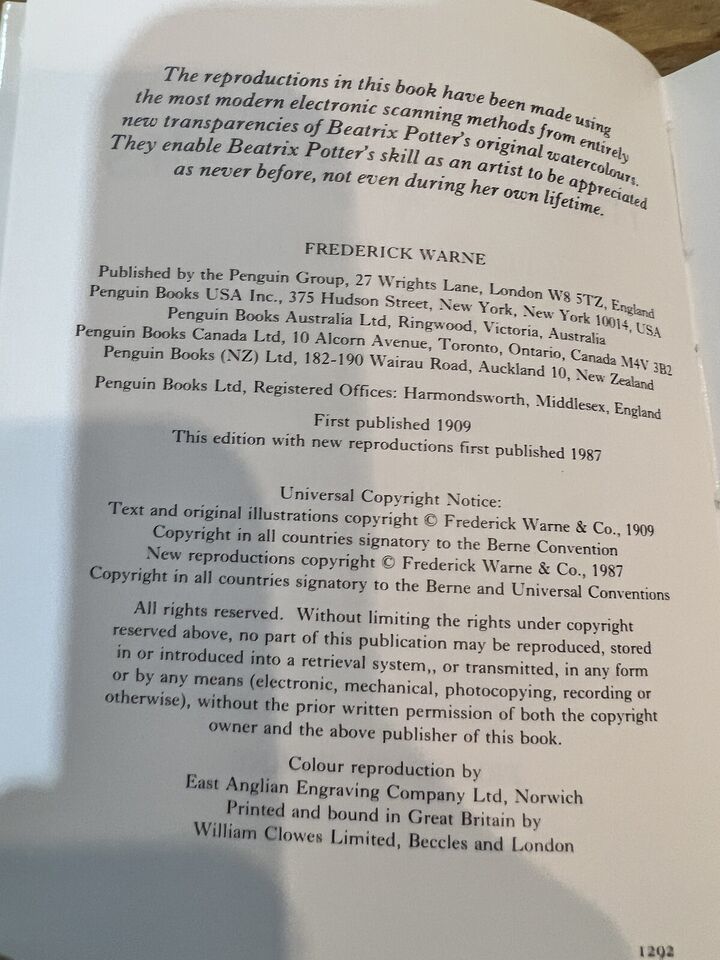 The reproductions in this book have been made using
the most modern electronic scanning methods from entirely
new transparencies of Beatrix Potter's original watercolours.
They enable Beatrix Potter's skill as an artist to be appreciated
as never before, not even during her own lifetime.
FREDERICK WARNE
Published by the Penguin Group, 27 Wrights Lane, London W8 5TZ, England
Penguin Books USA Inc., 375 Hudson Street, New York, New York 10014, USA
Penguin Books Australia Ltd, Ringwood, Victoria, Australia
Penguin Books Canada Ltd, 10 Alcorn Avenue, Toronto, Ontario, Canada M4V 3B2
Penguin Books (NZ) Ltd, 182-190 Wairau Road, Auckland 10, New Zealand
Penguin Books Ltd, Registered Offices: Harmondsworth, Middlesex, England
First published 1909
This edition with new reproductions first published 1987
Universal Copyright Notice:
Text and original illustrations copyright © Frederick Warne & Co., 1909
Copyright in all countries signatory to the Berne Convention
New reproductions copyright © Frederick Warne & Co., 1987
Copyright in all countries signatory to the Berne and Universal Conventions
All rights reserved. Without limiting the rights under copyright
reserved above, no part of this publication may be reproduced, stored
in or introduced into a retrieval system,, or transmitted, in any form
or by any means (electronic, mechanical, photocopying, recording or
otherwise), without the prior written permission of both the copyright
owner and the above publisher of this book.
Colour reproduction by
East Anglian Engraving Company Ltd, Norwich
Printed and bound in Great Britain by
William Clowes Limited, Beccles and London
1292